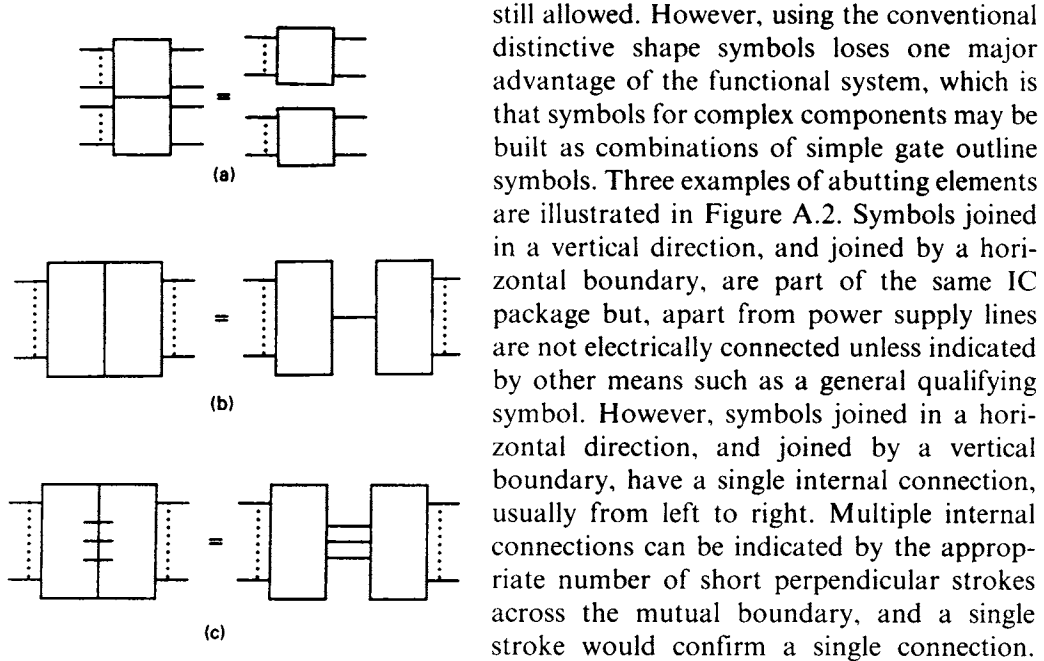 (a)
(b)
(c)
still allowed. However, using the conventional
distinctive shape symbols loses one major
advantage of the functional system, which is
that symbols for complex components may be
built as combinations of simple gate outline
symbols. Three examples of abutting elements
are illustrated in Figure A.2. Symbols joined
in a vertical direction, and joined by a hori-
zontal boundary, are part of the same IC
package but, apart from power supply lines
are not electrically connected unless indicated
by other means such as a general qualifying
symbol. However, symbols joined in a hori-
zontal direction, and joined by a vertical
boundary, have a single internal connection,
usually from left to right. Multiple internal
connections can be indicated by the approp-
riate number of short perpendicular strokes
across the mutual boundary, and a single
stroke would confirm a single connection.